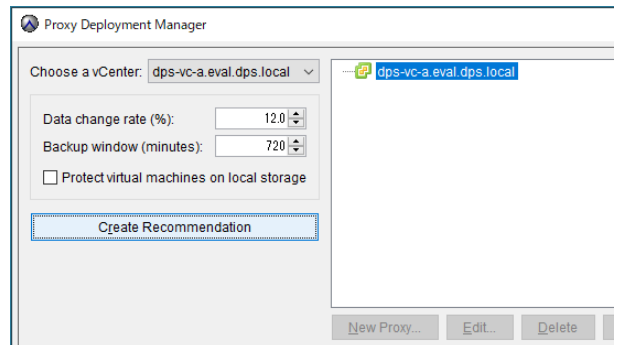 Proxy Deployment Manager
Choose a vCenter: dps-vc-a.eval.dps.local
dps-vc-a.eval.dps.local
Data change rate (%): 12.0
Backup window (minutes): 720
Protect virtual machines on local storage
Create Recommendation
New Proxy... Edit... Delete